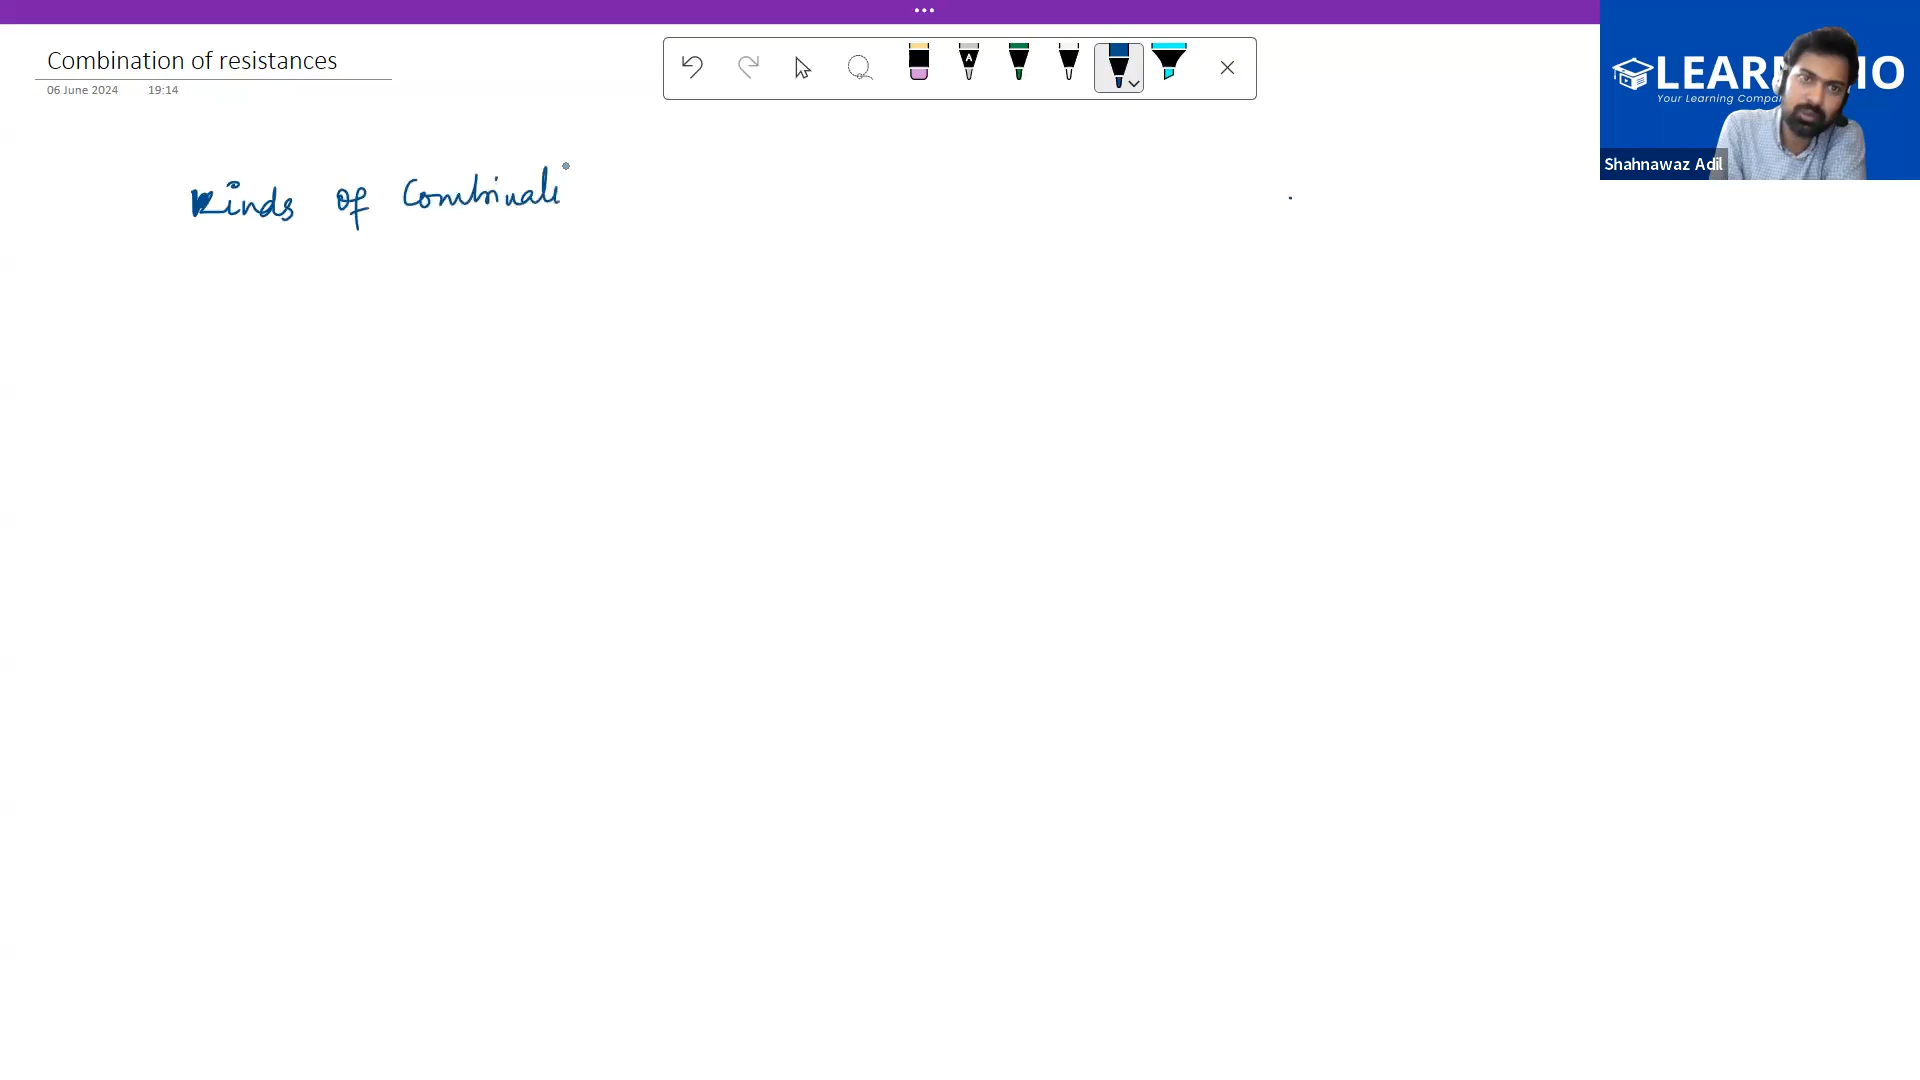 Combination of resistances
06 June 2024 19:14
Kinds of Combinati
A
LEAR IO
Your Learning Compa
Shahnawaz Adil